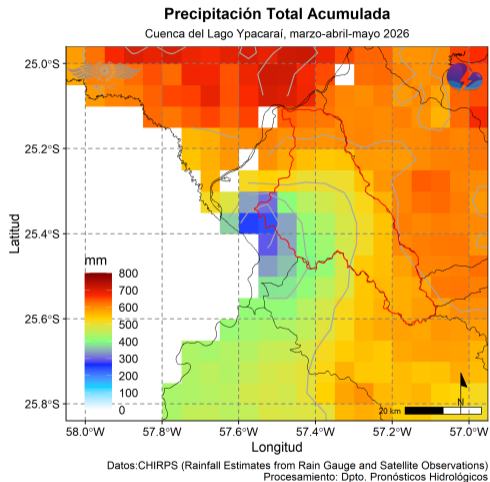 Precipitación Total Acumulada
Cuenca del Lago Ypacaraí, marzo-abril-mayo 2026
25.0°S
25.2°S
25.4°S
25.6°S
25.8°S
Latitud
mm
800
700
600
500
400
300
200
100
0
N
20 km
58.0°W 57.8°W 57.6°W 57.4°W 57.2°W 57.0°W
Longitud
Datos:CHIRPS (Rainfall Estimates from Rain Gauge and Satellite Observations)
Procesamiento: Dpto. Pronósticos Hidrológicos